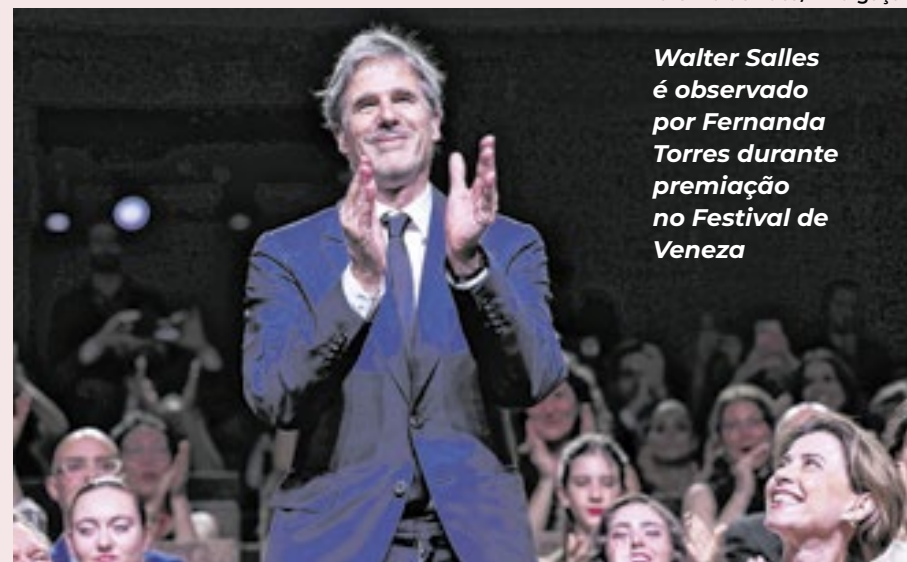 Walter Salles
é observado
por Fernanda
Torres durante
premiação
no Festival de
Veneza